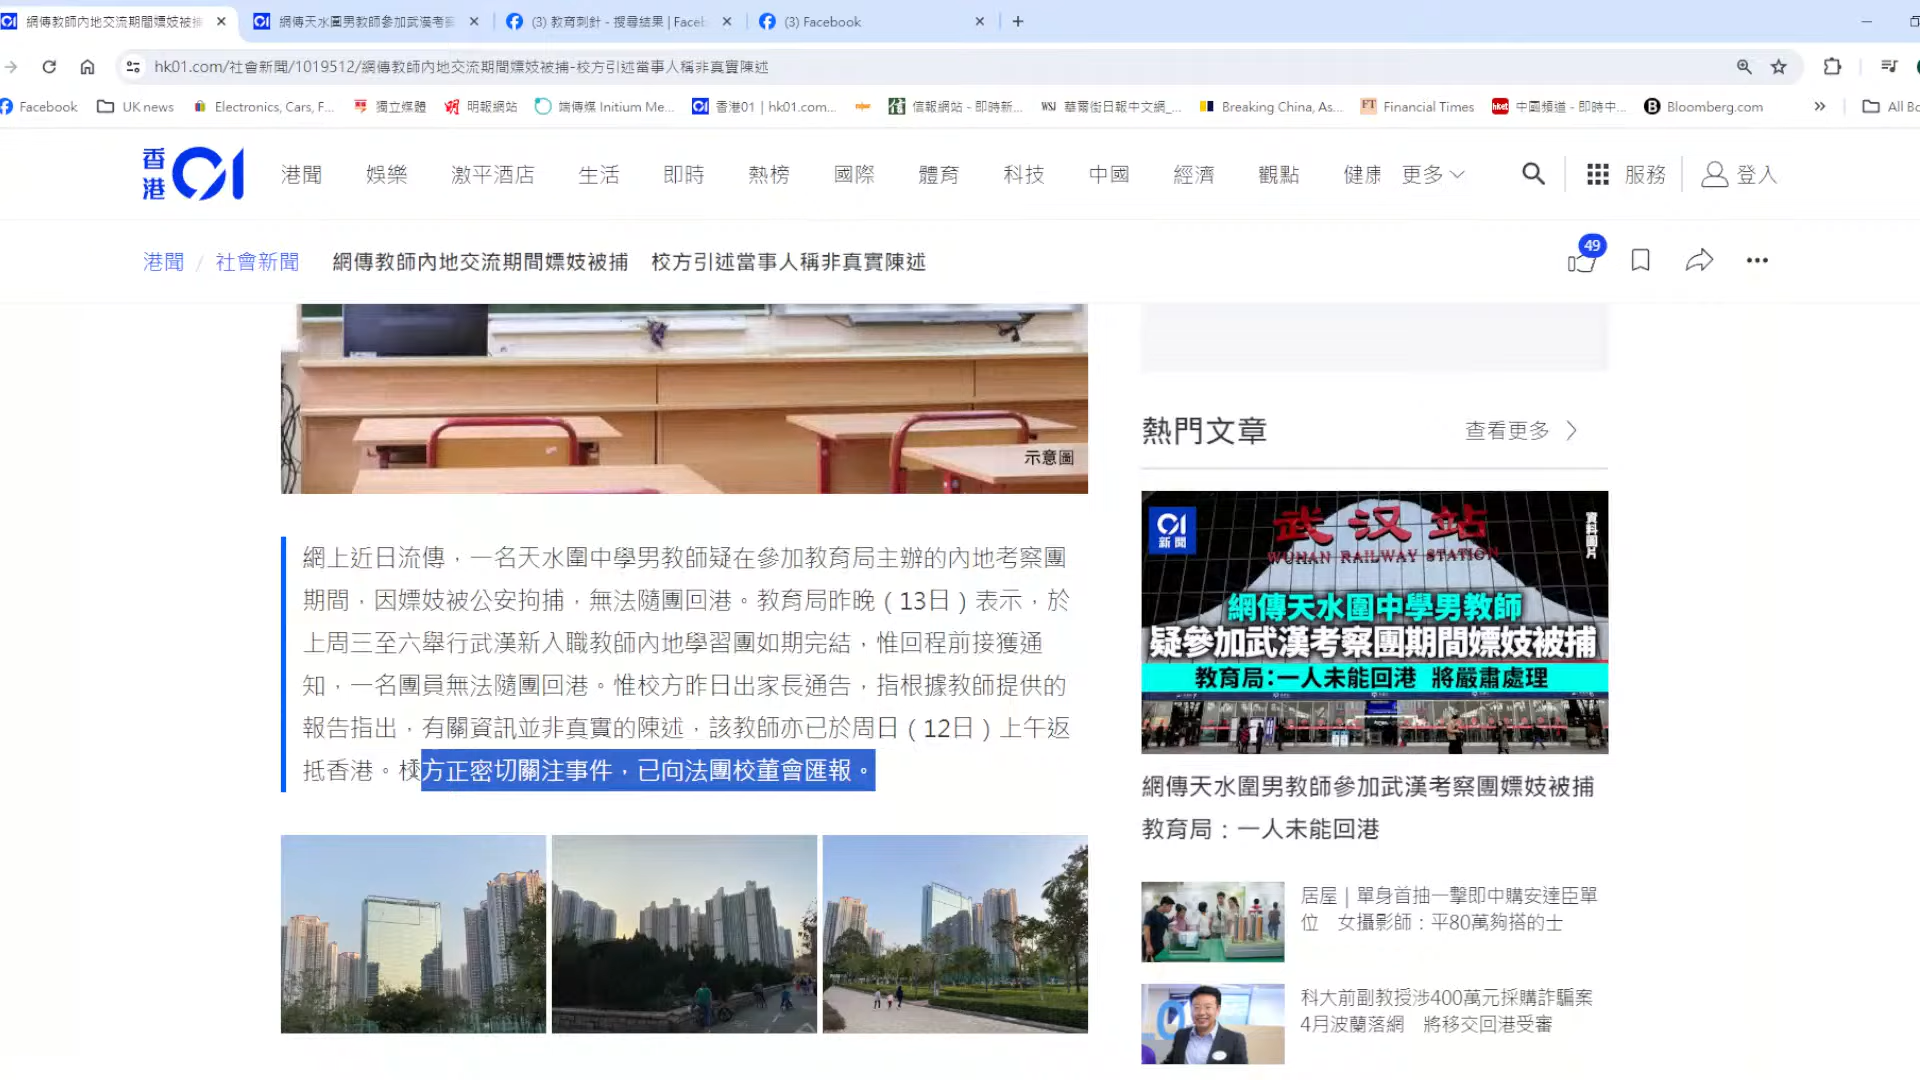 網傳教師內地交流期間嫖妓被捕
網傳天水圍男教師參加武漢考察
(3) 教育刺針 - 搜尋結果 | Facel
(3) Facebook
hk01.com/社會新聞/1019512/網傳教師內地交流期間嫖妓被捕-校方引述當事人稱非真實陳述
Facebook
UK news
Electronics, Cars, F...
獨立媒體
明報網站
端傳媒 Initium Me...
香港01 | hk01.com...
信報網站 - 即時新...
WSJ 華爾街日報中文網_...
Breaking China, As...
FT Financial Times
hket 中國頻道 - 即時中...
B Bloomberg.com
All Bo
香港01
港聞
娛樂
激平酒店
生活
即時
熱榜
國際
體育
科技
中國
經濟
觀點
健康
更多
服務
登入
港聞 / 社會新聞 網傳教師內地交流期間嫖妓被捕 校方引述當事人稱非真實陳述
49
示意圖
網上近日流傳，一名天水圍中學男教師疑在參加教育局主辦的內地考察團
期間，因嫖妓被公安拘捕，無法隨團回港。教育局昨晚（13日）表示，於
上周三至六舉行武漢新入職教師內地學習團如期完結，惟回程前接獲通
知，一名團員無法隨團回港。惟校方昨日出家長通告，指根據教師提供的
報告指出，有關資訊並非真實的陳述，該教師亦已於周日（12日）上午返
抵香港。校方正密切關注事件，已向法團校董會匯報。
熱門文章
查看更多
01
新聞
武汉站
WUHAN RAILWAY STATION
資料圖片
網傳天水圍中學男教師
疑參加武漢考察團期間嫖妓被捕
教育局:一人未能回港 將嚴肅處理
網傳天水圍男教師參加武漢考察團嫖妓被捕
教育局：一人未能回港
居屋｜單身首抽一擊即中購安達臣單
位 女攝影師：平80萬夠搭的士
科大前副教授涉400萬元採購詐騙案
4月波蘭落網 將移交回港受審